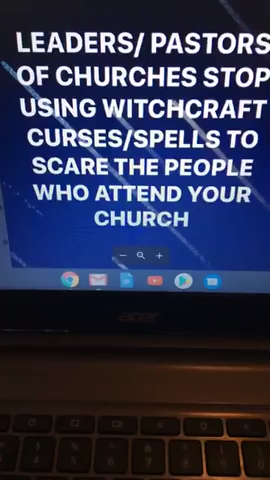 LEADERS/ PASTORS
OF CHURCHES STOP
USING WITCHCRAFT
CURSES/SPELLS TO
SCARE THE PEOPLE
WHO ATTEND YOUR
CHURCH
acer